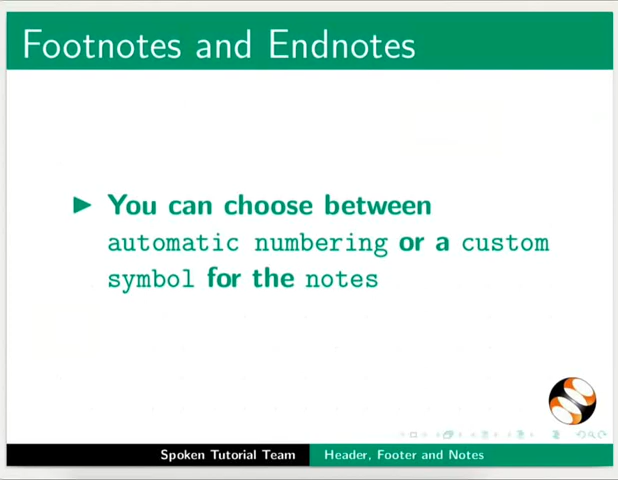 Footnotes and Endnotes
You can choose between
automatic numbering or a custom
symbol for the notes
Spoken Tutorial Team
Header, Footer and Notes